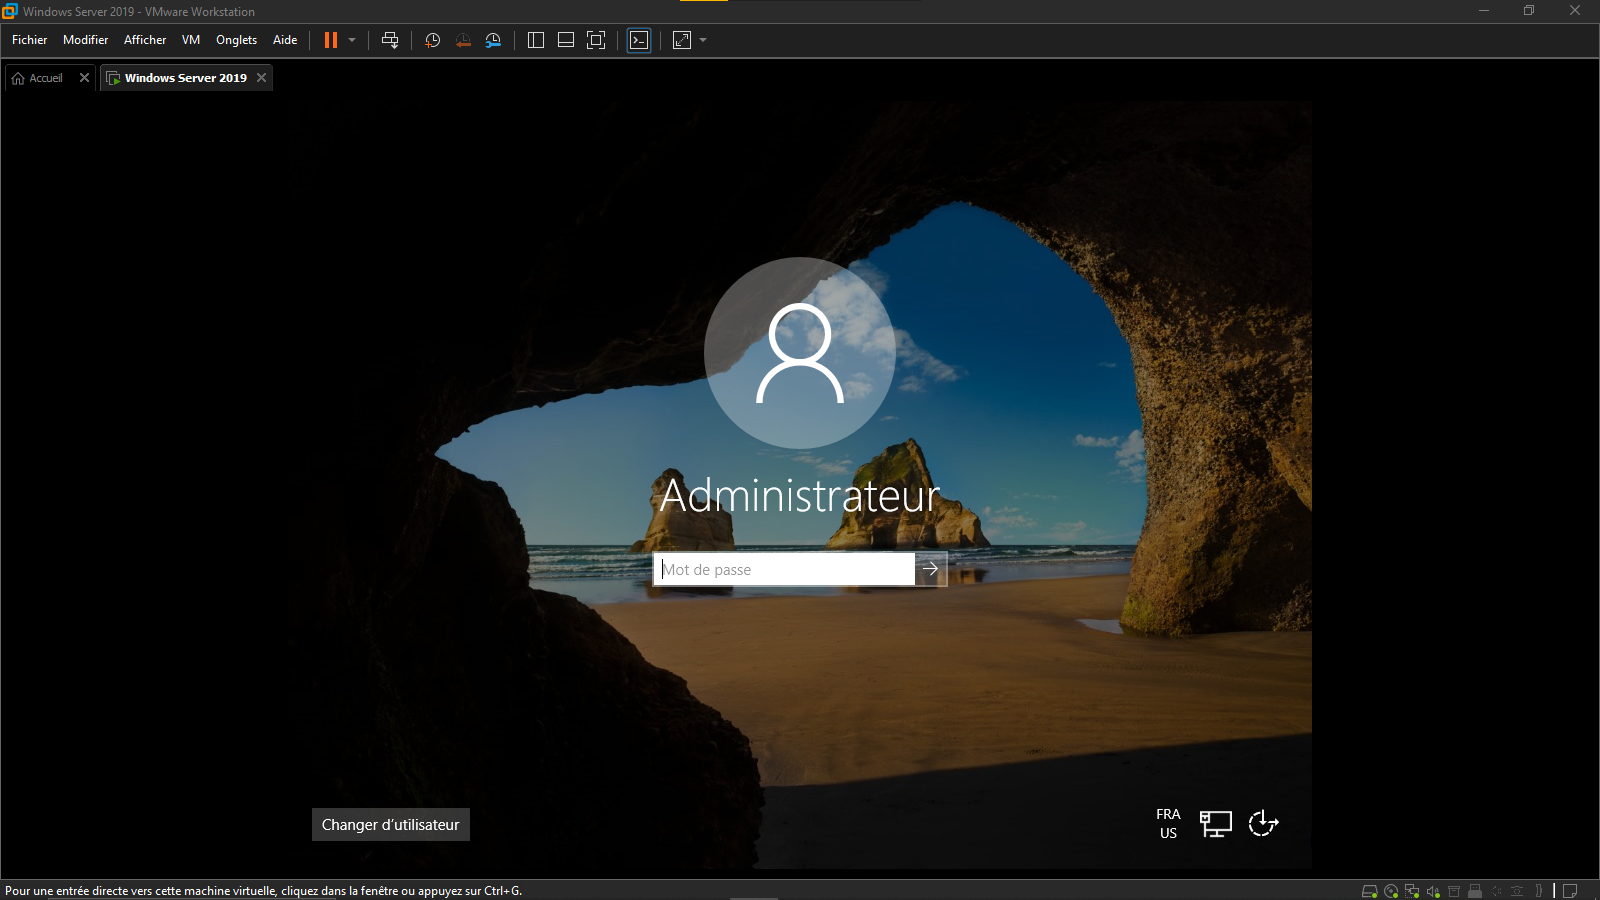 Windows Server 2019 - VMware Workstation
Fichier Modifier Afficher VM Onglets Aide
Accueil Windows Server 2019
Administrateur
Mot de passe
Changer d'utilisateur
FRA
US
Pour une entrée directe vers cette machine virtuelle, cliquez dans la fenêtre ou appuyez sur Ctrl+G.